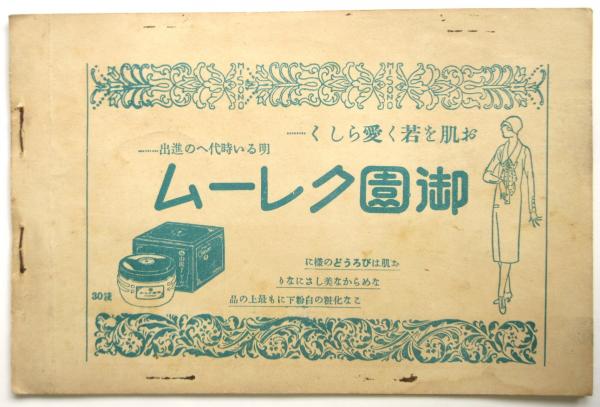 MISONO
MISONO
お肌を若く愛らしく――
明るい時代への進出――
御園クレーム
お肌はびろうどの様に
なめらかな美しさになり
こな化粧の白粉下にも最上の品
30錢